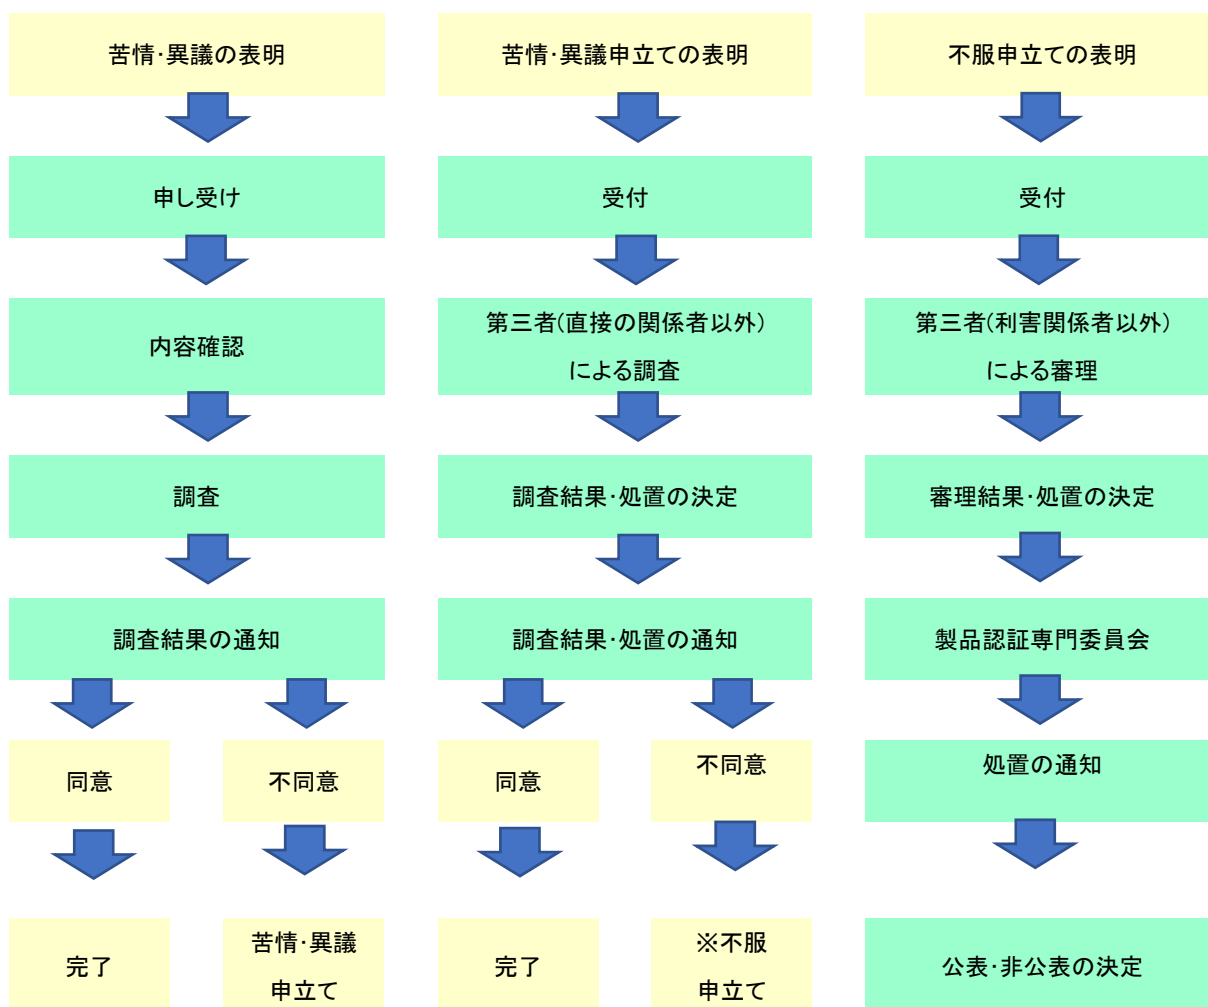 苦情・異議の表明
申し受け
内容確認
調査
調査結果の通知
同意
不同意
完了
苦情・異議
申立て
苦情・異議申立ての表明
受付
第三者(直接の関係者以外)
による調査
調査結果・処置の決定
調査結果・処置の通知
同意
不同意
完了
※不服
申立て
不服申立ての表明
受付
第三者(利害関係者以外)
による審理
審理結果・処置の決定
製品認証専門委員会
処置の通知
公表・非公表の決定